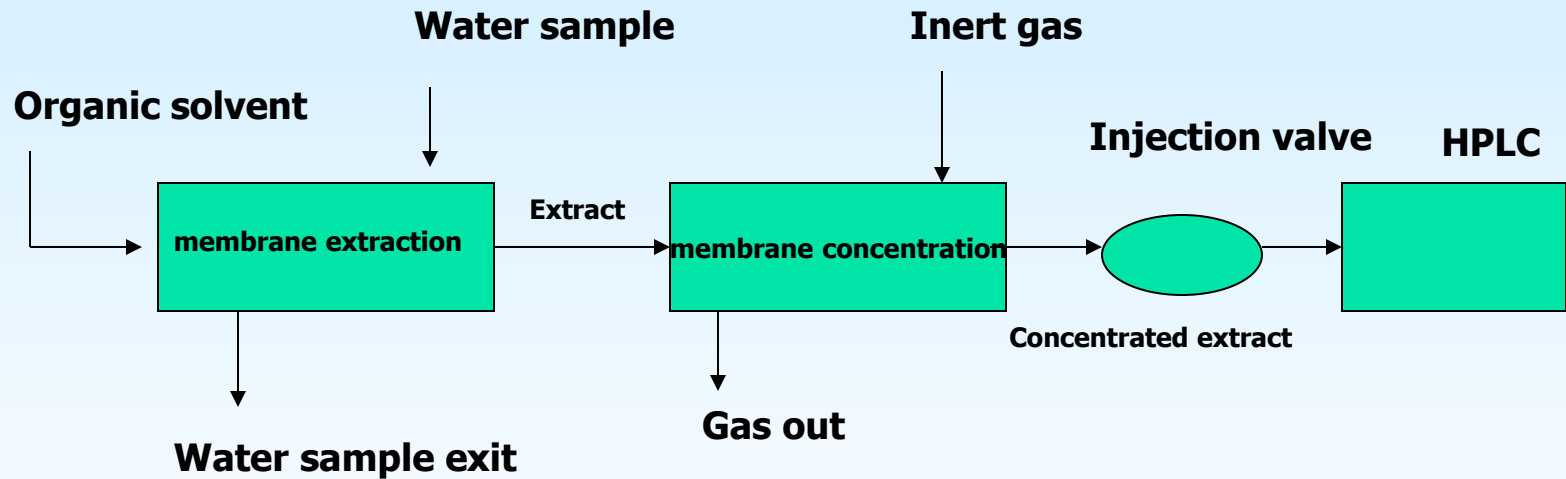 Water sample
Inert gas
Organic solvent
Injection valve
HPLC
Extract
membrane extraction
membrane concentration
Concentrated extract
Gas out
Water sample exit